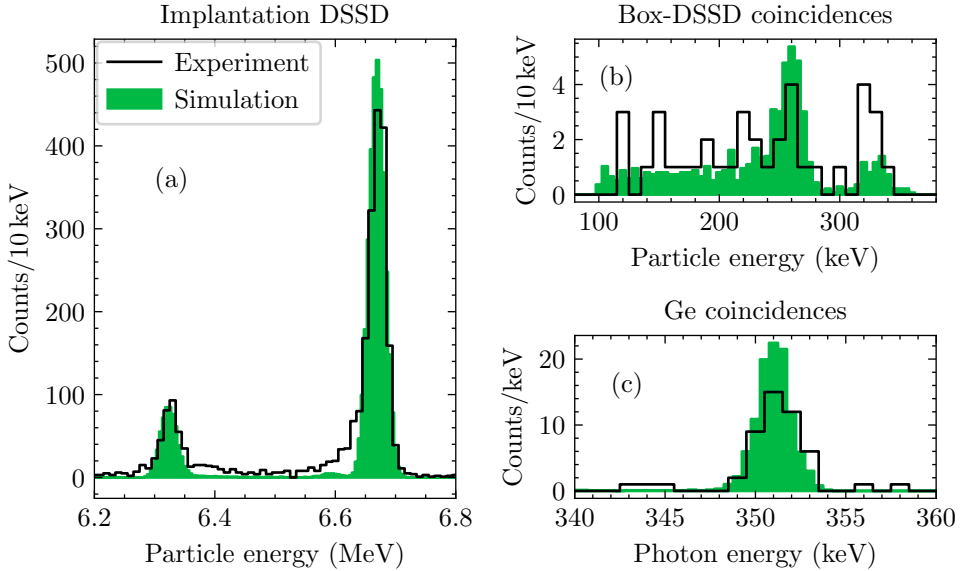 Implantation DSSD
Experiment
Simulation
(a)
Counts/10 keV
0
100
200
300
400
500
6.2
6.4
6.6
6.8
Particle energy (MeV)
Box-DSSD coincidences
(b)
Counts/10 keV
0
2
4
100
200
300
Particle energy (keV)
Ge coincidences
(c)
Counts/keV
0
10
20
340
345
350
355
360
Photon energy (keV)